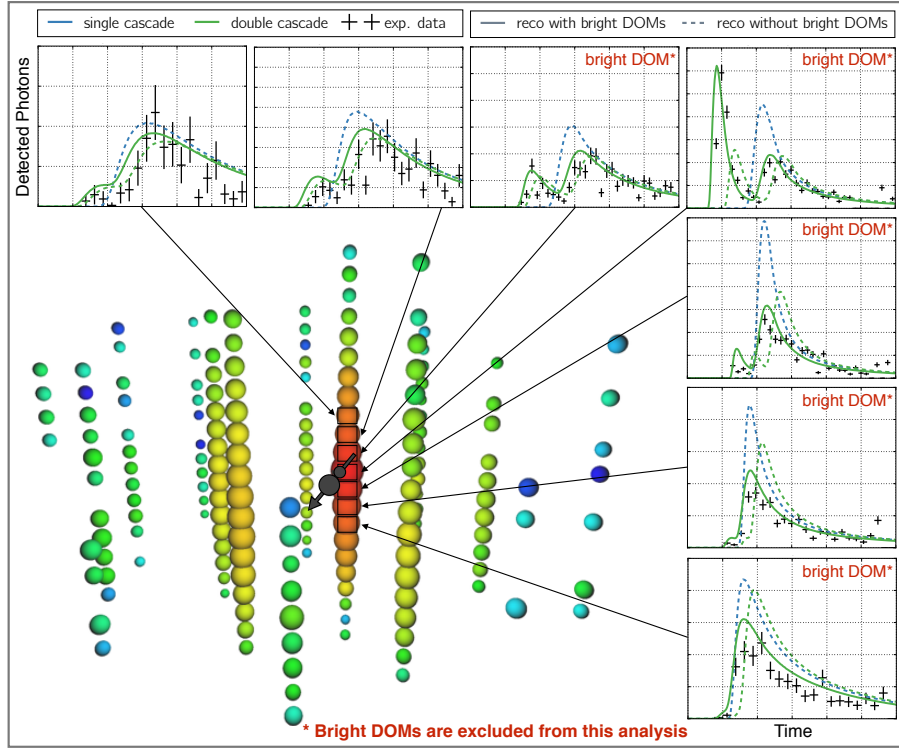 single cascade double cascade exp. data reco with bright DOMs reco without bright DOMs
Detected Photons
bright DOM*
bright DOM*
bright DOM*
bright DOM*
bright DOM*
* Bright DOMs are excluded from this analysis
Time